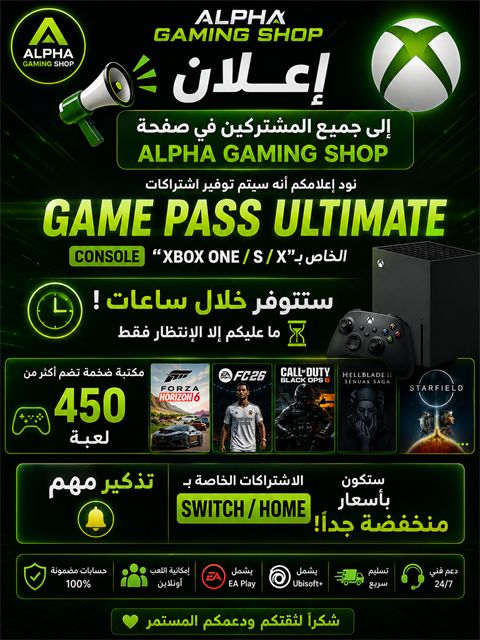 ALPHA
GAMING SHOP
ALPHA
GAMING SHOP
إعلان
إلى جميع المشتركين في صفحة
ALPHA GAMING SHOP
نود إعلامكم أنه سيتم توفير اشتراكات
GAME PASS ULTIMATE
الخاص بـ "XBOX ONE / S / X" CONSOLE
ستتوفر خلال ساعات !
ما عليكم إلا الإنتظار فقط
مكتبة ضخمة تضم أكثر من
450
لعبة
FORZA
HORIZON 6
EA FC26
CALL OF DUTY
BLACK OPS 6
HELLBLADE II
SENUAS SAGA
STARFIELD
...
تذكير مهم
الاشتراكات الخاصة بـ
SWITCH / HOME
ستكون
بأسعار
منخفضة جداً!
دعم فني
24/7
تسليم
سريع
يشمل
Ubisoft+
يشمل
EA Play
EA
إمكانية اللعب
أونلاين
حسابات مضمونة
100%
شكراً لثقتكم ودعمكم المستمر